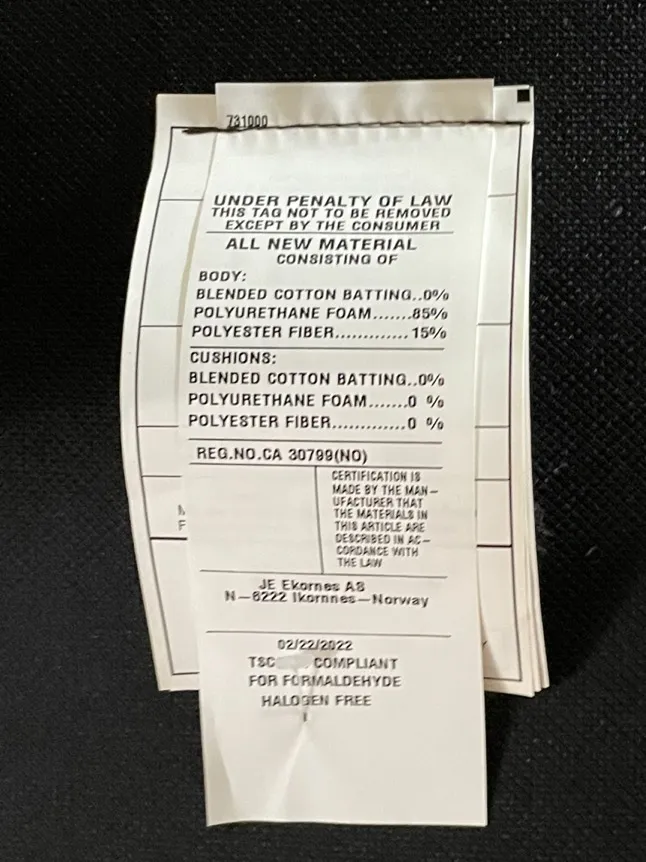 731000
UNDER PENALTY OF LAW
THIS TAG NOT TO BE REMOVED
EXCEPT BY THE CONSUMER
ALL NEW MATERIAL
CONSISTING OF
BODY:
BLENDED COTTON BATTING..0%
POLYURETHANE FOAM.......85%
POLYESTER FIBER.............15%
CUSHIONS:
BLENDED COTTON BATTING..0%
POLYURETHANE FOAM.......0 %
POLYESTER FIBER.............0 %
REG.NO.CA 30799(NO)
CERTIFICATION IS
MADE BY THE MAN-
UFACTURER THAT
THE MATERIALS IN
THIS ARTICLE ARE
DESCRIBED IN AC-
CORDANCE WITH
THE LAW
JE Ekornes AS
N-6222 Ikornnes-Norway
02/22/2022
TSC COMPLIANT
FOR FORMALDEHYDE
HALOGEN FREE